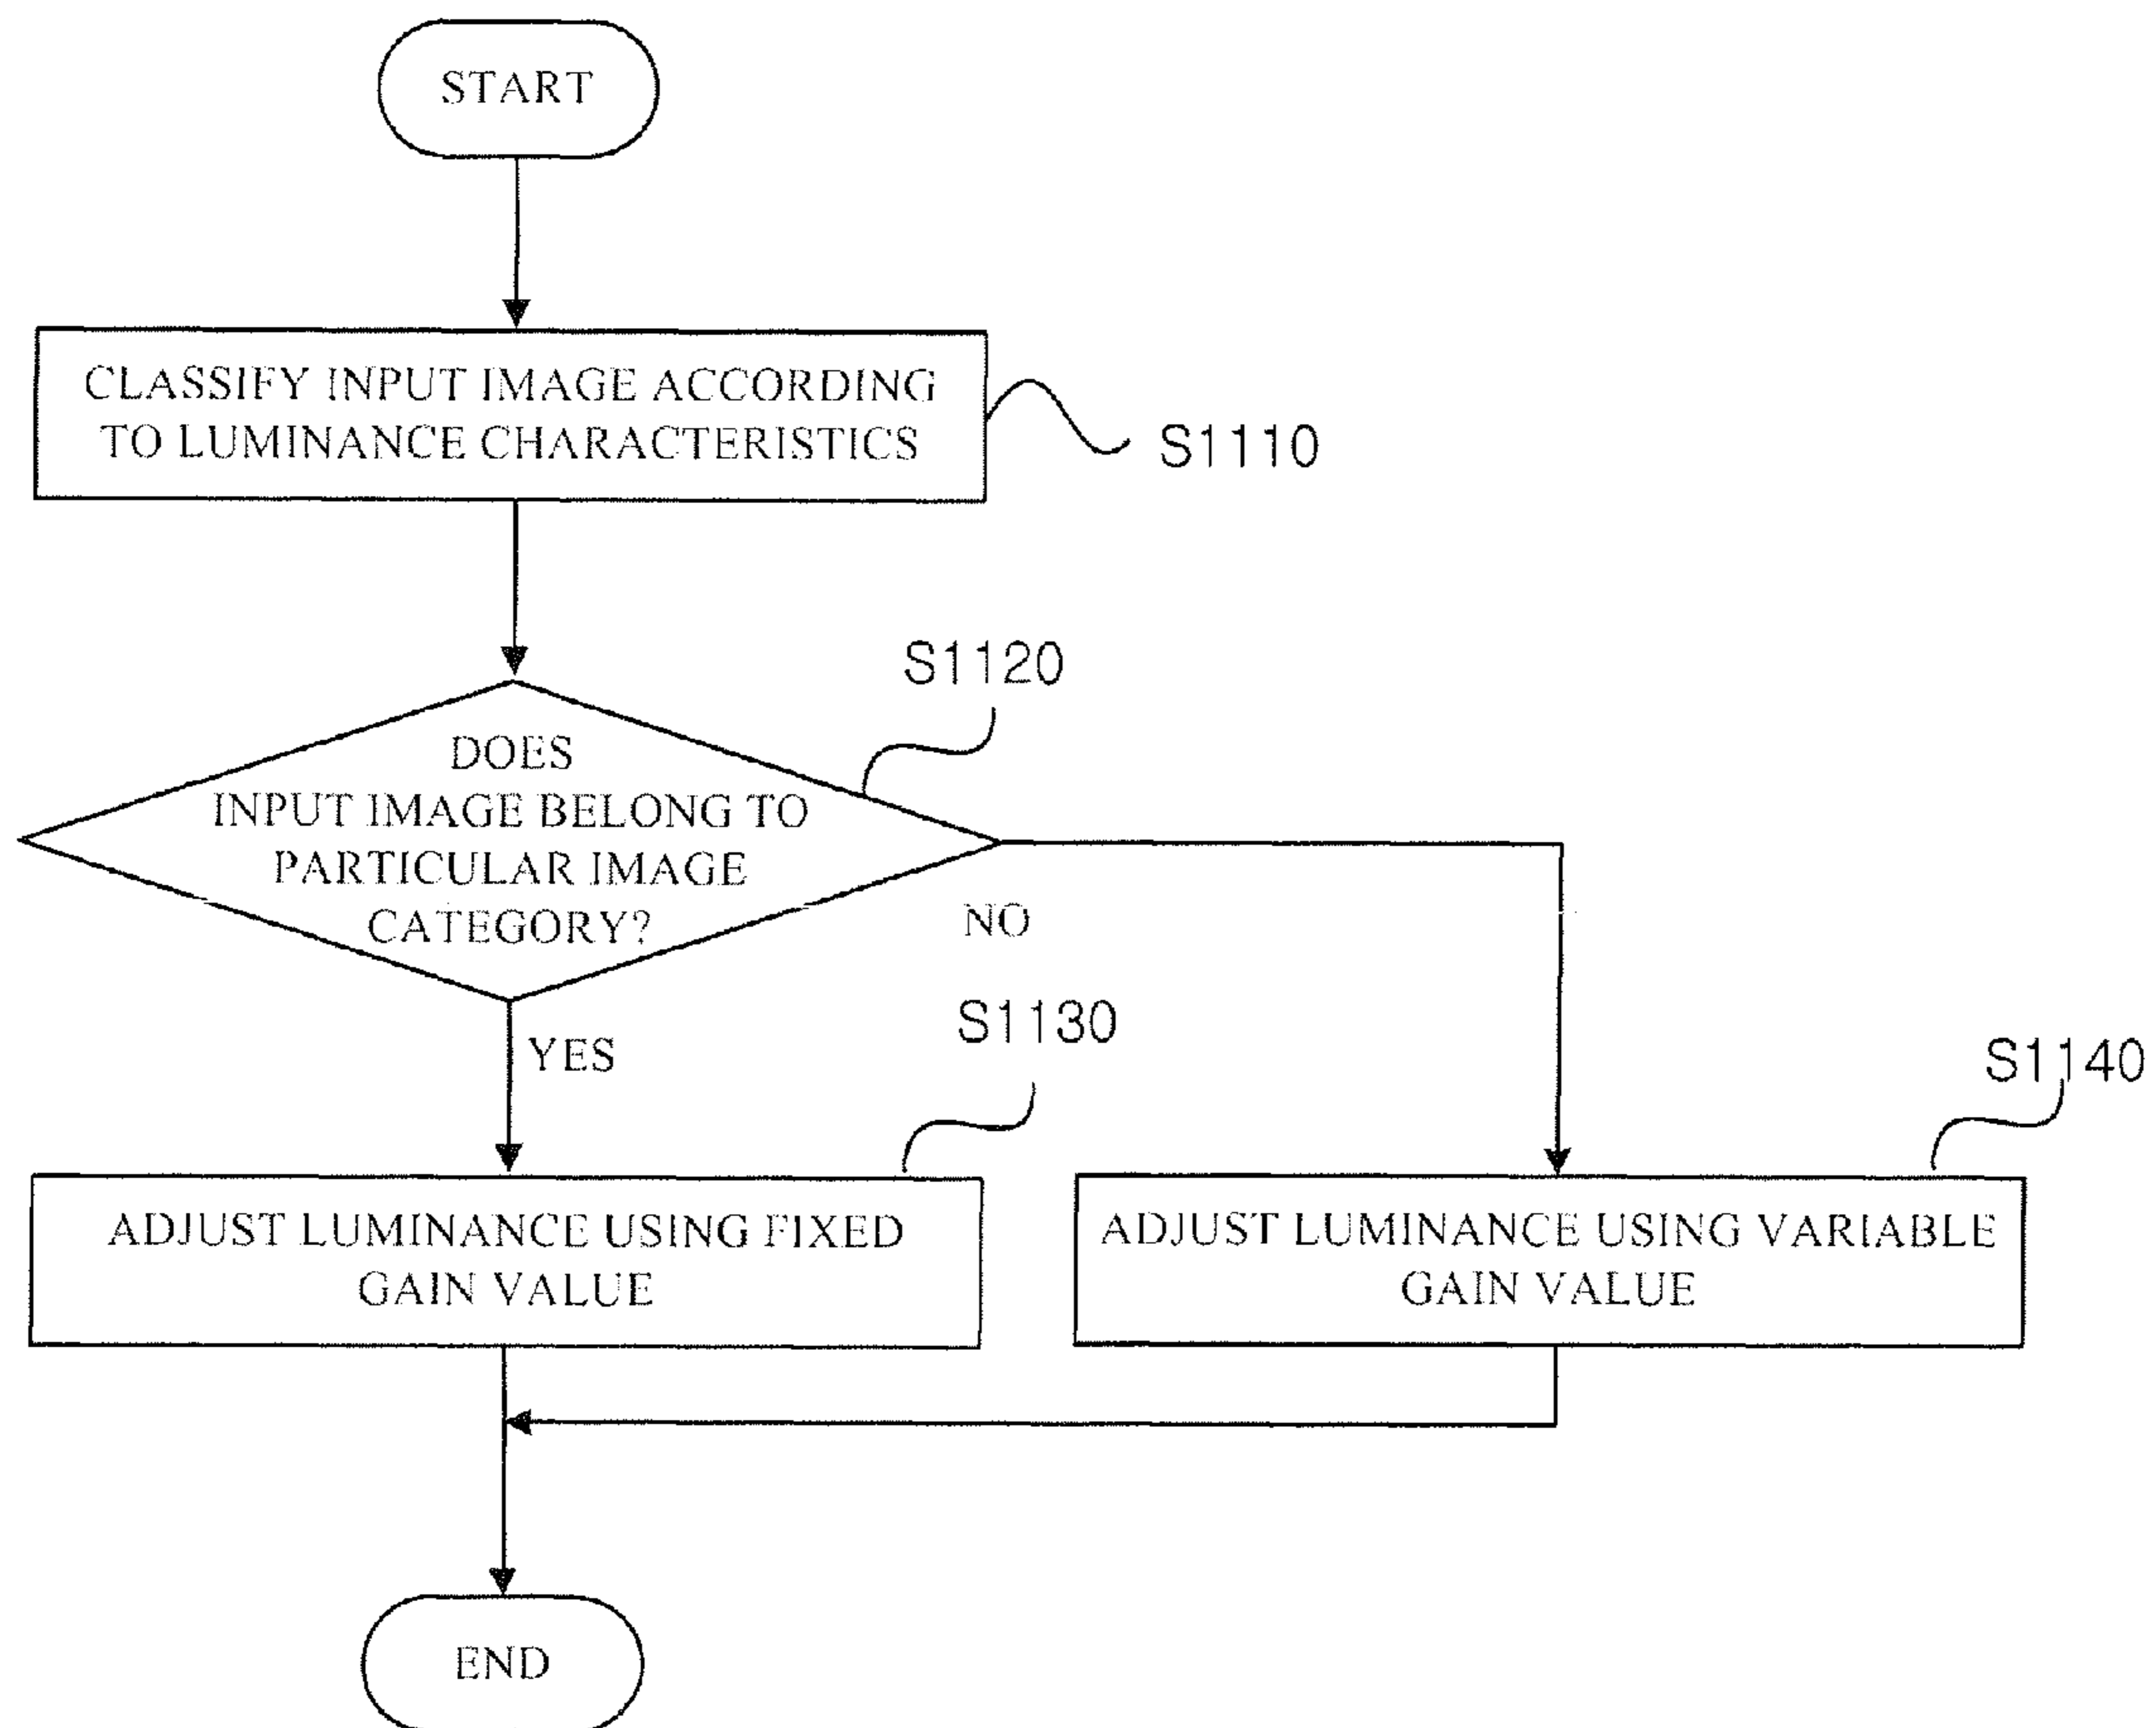 START
CLASSIFY INPUT IMAGE ACCORDING
TO LUMINANCE CHARACTERISTICS
S1110
S1120
DOES
INPUT IMAGE BELONG TO
PARTICULAR IMAGE
CATEGORY?
NO
YES
S1130
S1140
ADJUST LUMINANCE USING FIXED
GAIN VALUE
ADJUST LUMINANCE USING VARIABLE
GAIN VALUE
END